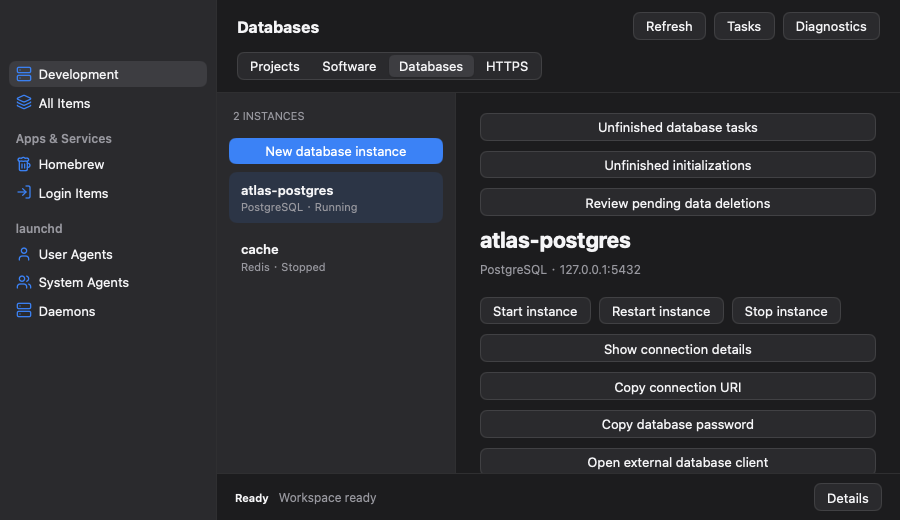 Databases
Refresh
Tasks
Diagnostics
Projects
Software
Databases
HTTPS
Development
All Items
Apps & Services
Homebrew
Login Items
launchd
User Agents
System Agents
Daemons
2 INSTANCES
New database instance
atlas-postgres
PostgreSQL · Running
cache
Redis · Stopped
Unfinished database tasks
Unfinished initializations
Review pending data deletions
atlas-postgres
PostgreSQL · 127.0.0.1:5432
Start instance
Restart instance
Stop instance
Show connection details
Copy connection URI
Copy database password
Open external database client
Ready
Workspace ready
Details